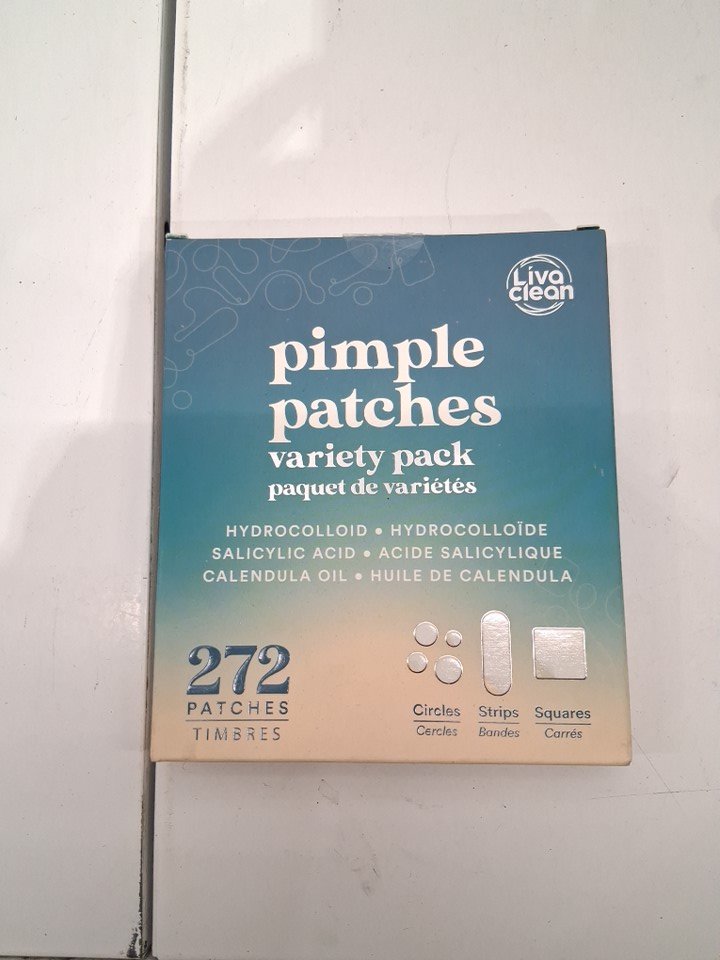 Liva
clean
pimple
patches
variety pack
paquet de variétés
HYDROCOLLOID • HYDROCOLLOÏDE
SALICYLIC ACID • ACIDE SALICYLIQUE
CALENDULA OIL • HUILE DE CALENDULA
272
PATCHES
TIMBRES
Circles
Cercles
Strips
Bandes
Squares
Carrés